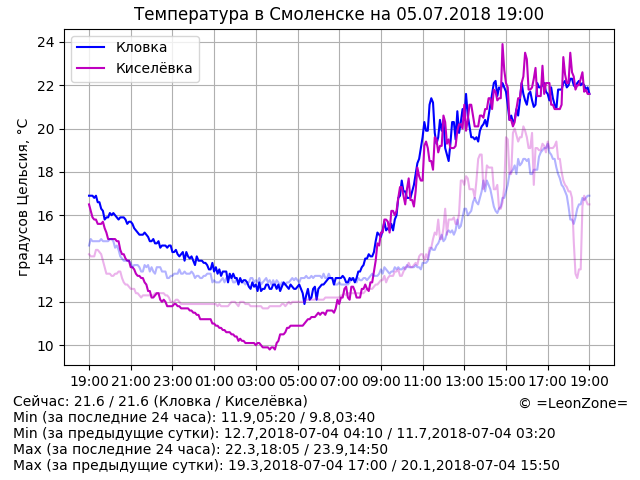 Температура в Смоленске на 05.07.2018 19:00
Кловка
Киселёвка
градусов Цельсия, °C
24
22
20
18
16
14
12
10
19:00 21:00 23:00 01:00 03:00 05:00 07:00 09:00 11:00 13:00 15:00 17:00 19:00
Сейчас: 21.6 / 21.6 (Кловка / Киселёвка)
© =LeonZone=
Min (за последние 24 часа): 11.9,05:20 / 9.8,03:40
Min (за предыдущие сутки): 12.7,2018-07-04 04:10 / 11.7,2018-07-04 03:20
Max (за последние 24 часа): 22.3,18:05 / 23.9,14:50
Max (за предыдущие сутки): 19.3,2018-07-04 17:00 / 20.1,2018-07-04 15:50